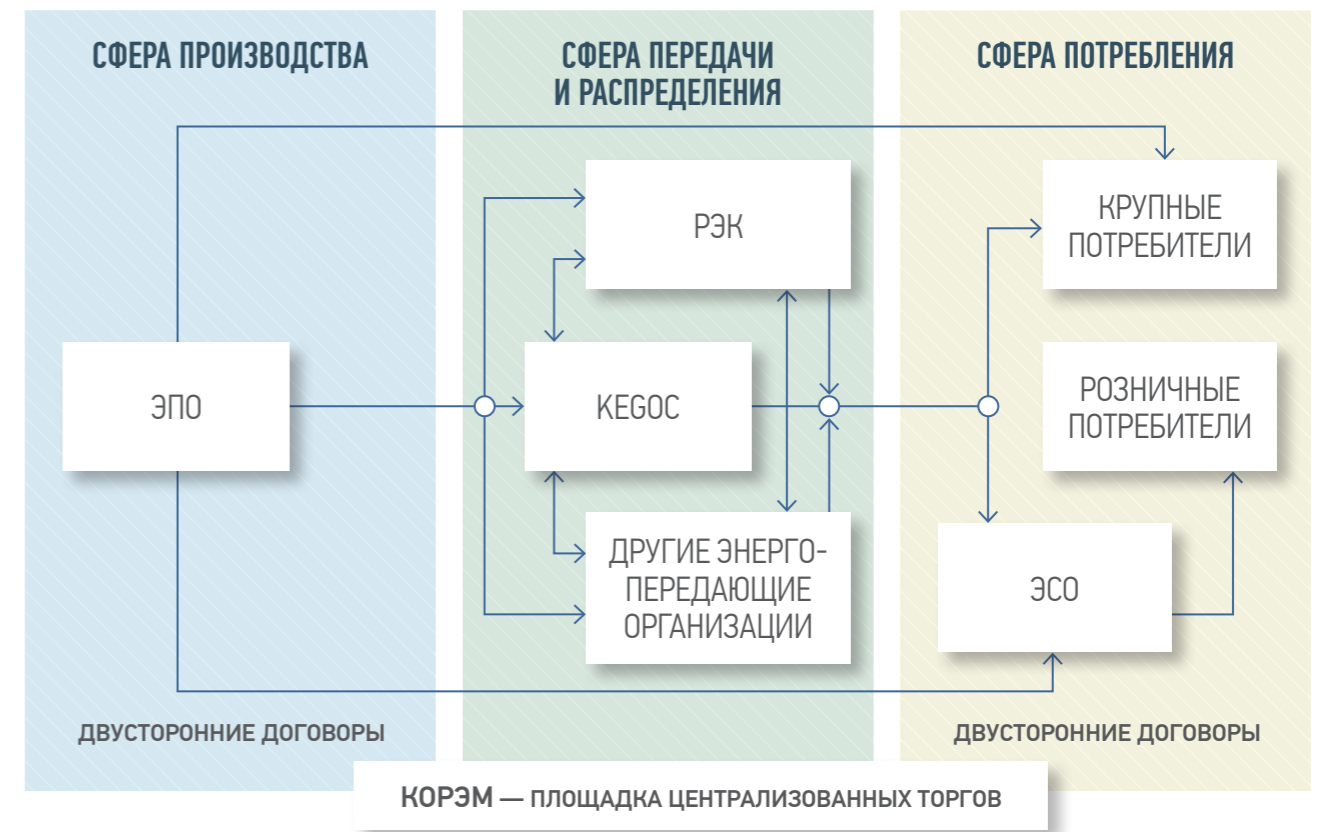 СФЕРА ПРОИЗВОДСТВА
СФЕРА ПЕРЕДАЧИ
И РАСПРЕДЕЛЕНИЯ
СФЕРА ПОТРЕБЛЕНИЯ
РЭК
КРУПНЫЕ
ПОТРЕБИТЕЛИ
ЭПО
KEGOC
РОЗНИЧНЫЕ
ПОТРЕБИТЕЛИ
ДРУГИЕ ЭНЕРГО-
ПЕРЕДАЮЩИЕ
ОРГАНИЗАЦИИ
ЭСО
ДВУСТОРОННИЕ ДОГОВОРЫ
ДВУСТОРОННИЕ ДОГОВОРЫ
КОРЭМ — ПЛОЩАДКА ЦЕНТРАЛИЗОВАННЫХ ТОРГОВ